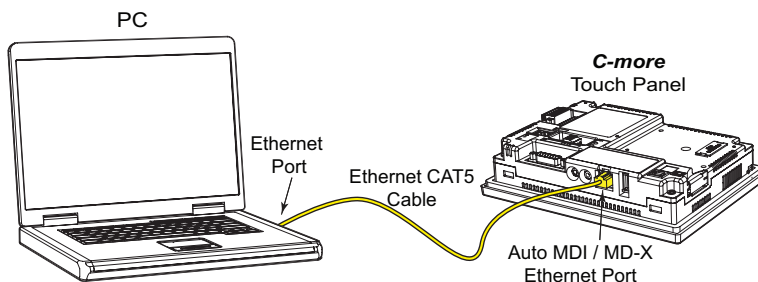 PC
C-more
Touch Panel
Ethernet
Port
Ethernet CAT5
Cable
Auto MDI / MD-X
Ethernet Port